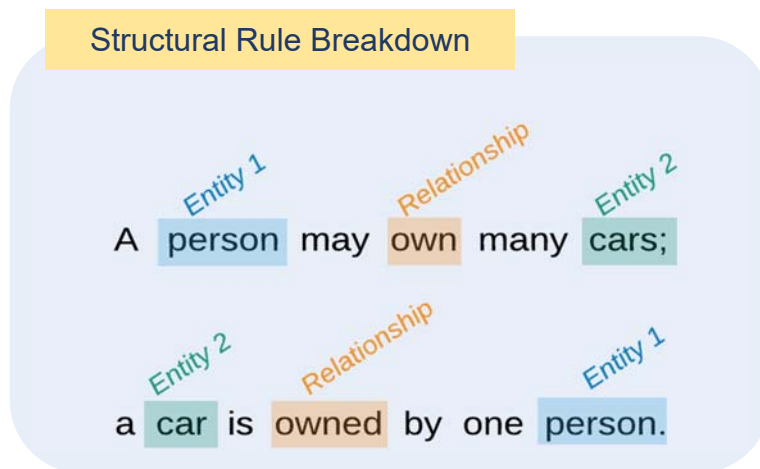 Structural Rule Breakdown
Entity 1 Relationship Entity 2
A person may own many cars;
Entity 2 Relationship Entity 1
a car is owned by one person.